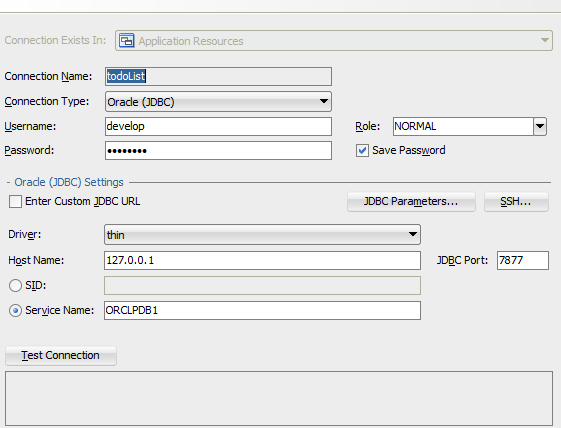 Connection Exists In: Application Resources
Connection Name: todoList
Connection Type: Oracle (JDBC)
Username: develop Role: NORMAL
Password: •••••••• Save Password
Oracle (JDBC) Settings
Enter Custom JDBC URL JDBC Parameters... SSH...
Driver: thin
Host Name: 127.0.0.1 JDBC Port: 7877
SID:
Service Name: ORCLPDB1
Test Connection